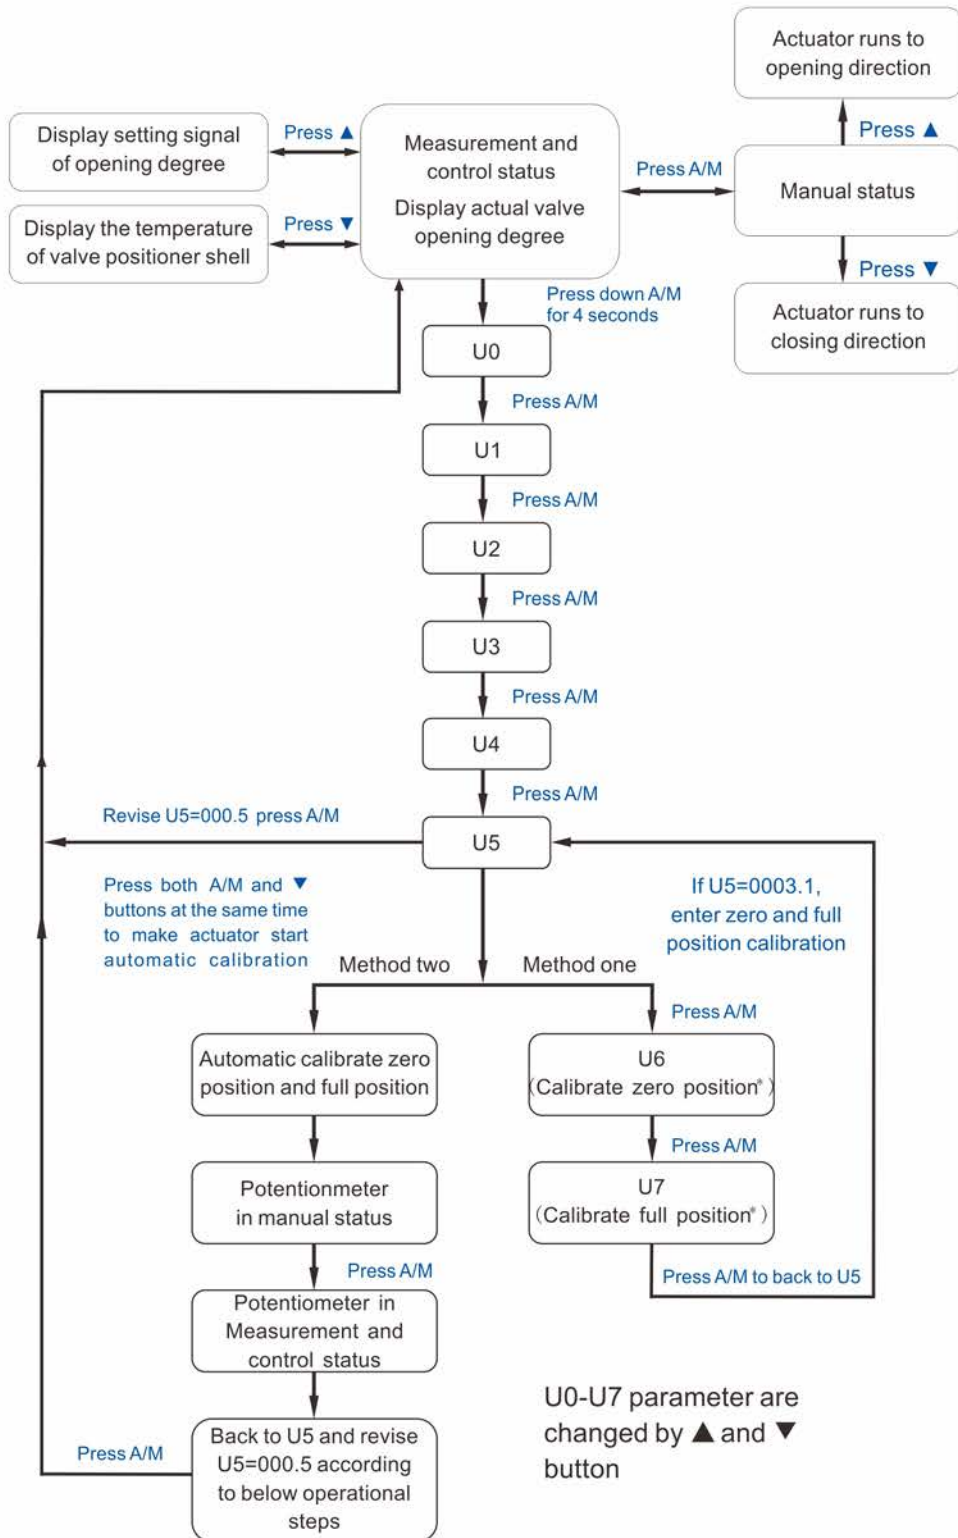 Actuator runs to
opening direction
Display setting signal
of opening degree
Press ▲
Measurement and
control status
Display actual valve
opening degree
Press A/M
Press ▲
Manual status
Display the temperature
of valve positioner shell
Press ▼
Press ▼
Press down A/M
for 4 seconds
Actuator runs to
closing direction
U0
Press A/M
U1
Press A/M
U2
Press A/M
U3
Press A/M
U4
Press A/M
Revise U5=000.5 press A/M
U5
Press both A/M and ▼
buttons at the same time
to make actuator start
automatic calibration
If U5=0003.1,
enter zero and full
position calibration
Method two
Method one
Press A/M
Automatic calibrate zero
position and full position
U6
(Calibrate zero position*)
Press A/M
Potentionmeter
in manual status
U7
(Calibrate full position*)
Press A/M
Press A/M to back to U5
Potentiometer in
Measurement and
control status
U0-U7 parameter are
changed by ▲ and ▼
button
Press A/M
Back to U5 and revise
U5=000.5 according
to below operational
steps